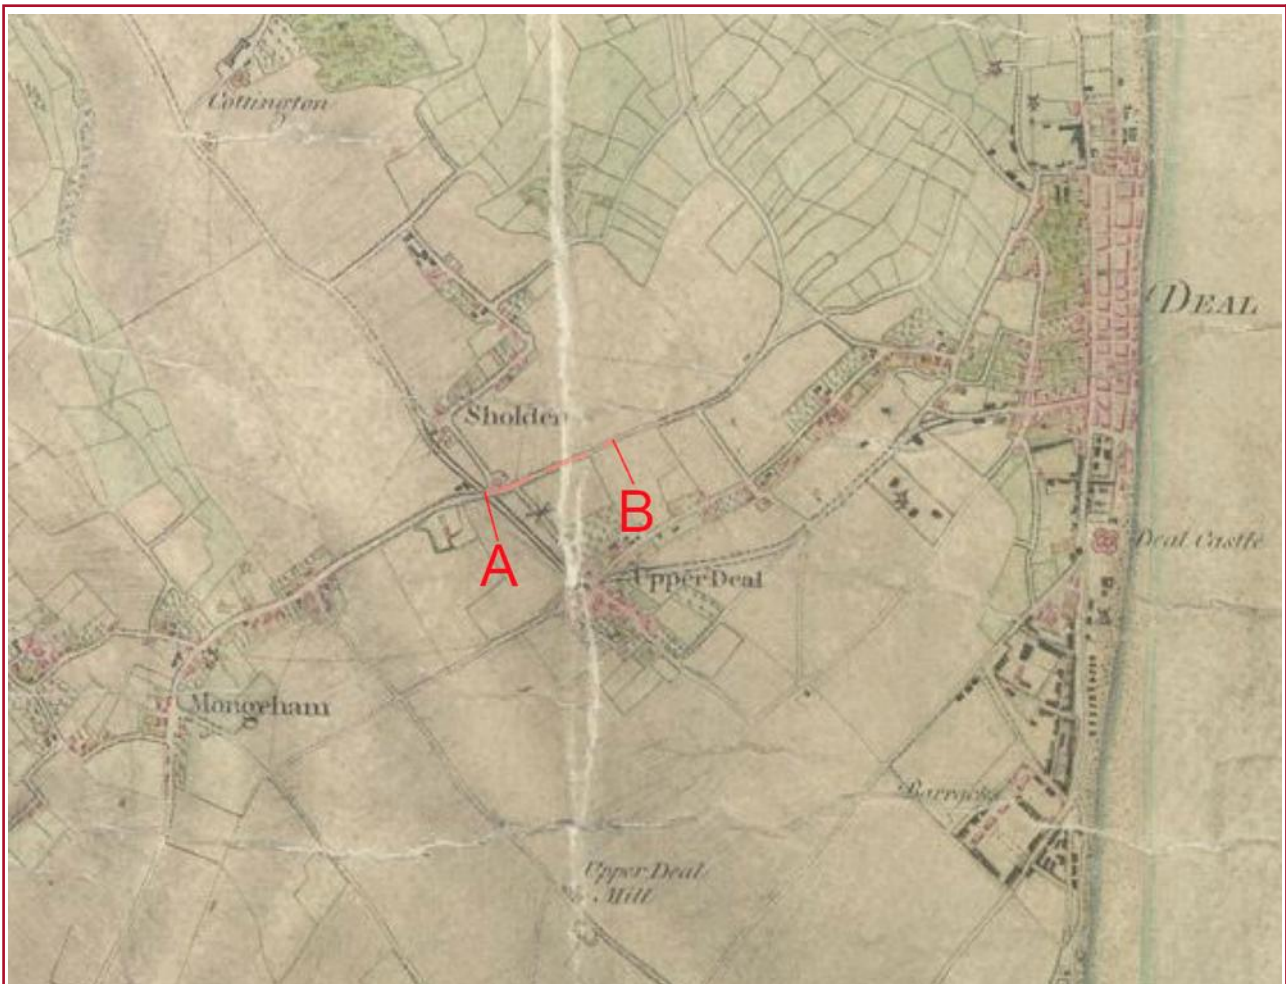 Cottington
DEAL
Sholden
B
A
Deal Castle
Upper Deal
Mongeham
Barracks
Upper Deal
Mill